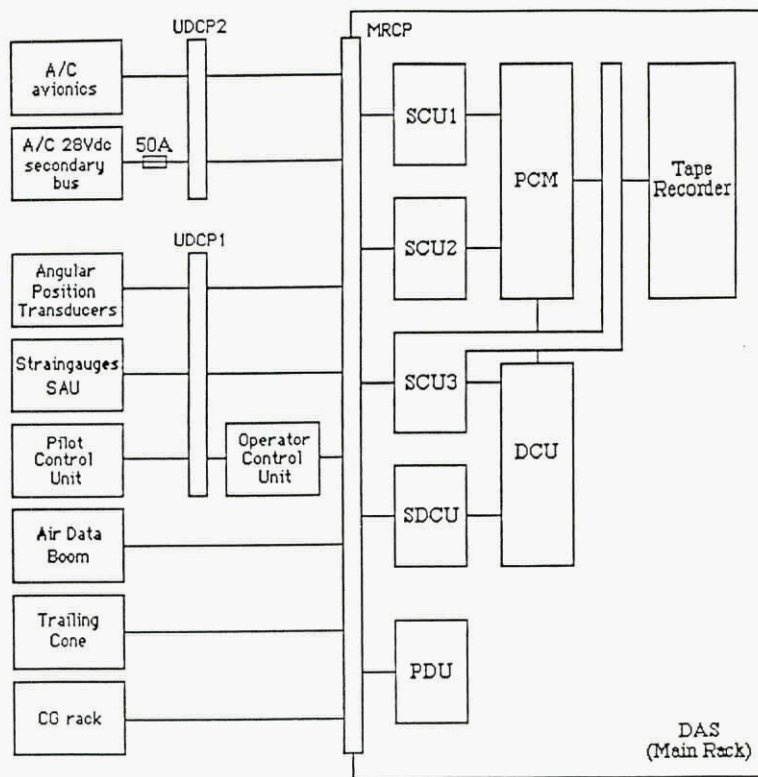 UDCP2
MRCP
A/C
avionics
A/C 28Vdc
secondary
bus
50A
UDCP1
Angular
Position
Transducers
Straingauges
SAU
Pilot
Control
Unit
Operator
Control
Unit
Air Data
Boom
Trailing
Cone
CG rack
SCU1
SCU2
SCU3
SDCU
PDU
PCM
DCU
Tape
Recorder
DAS
(Main Rack)